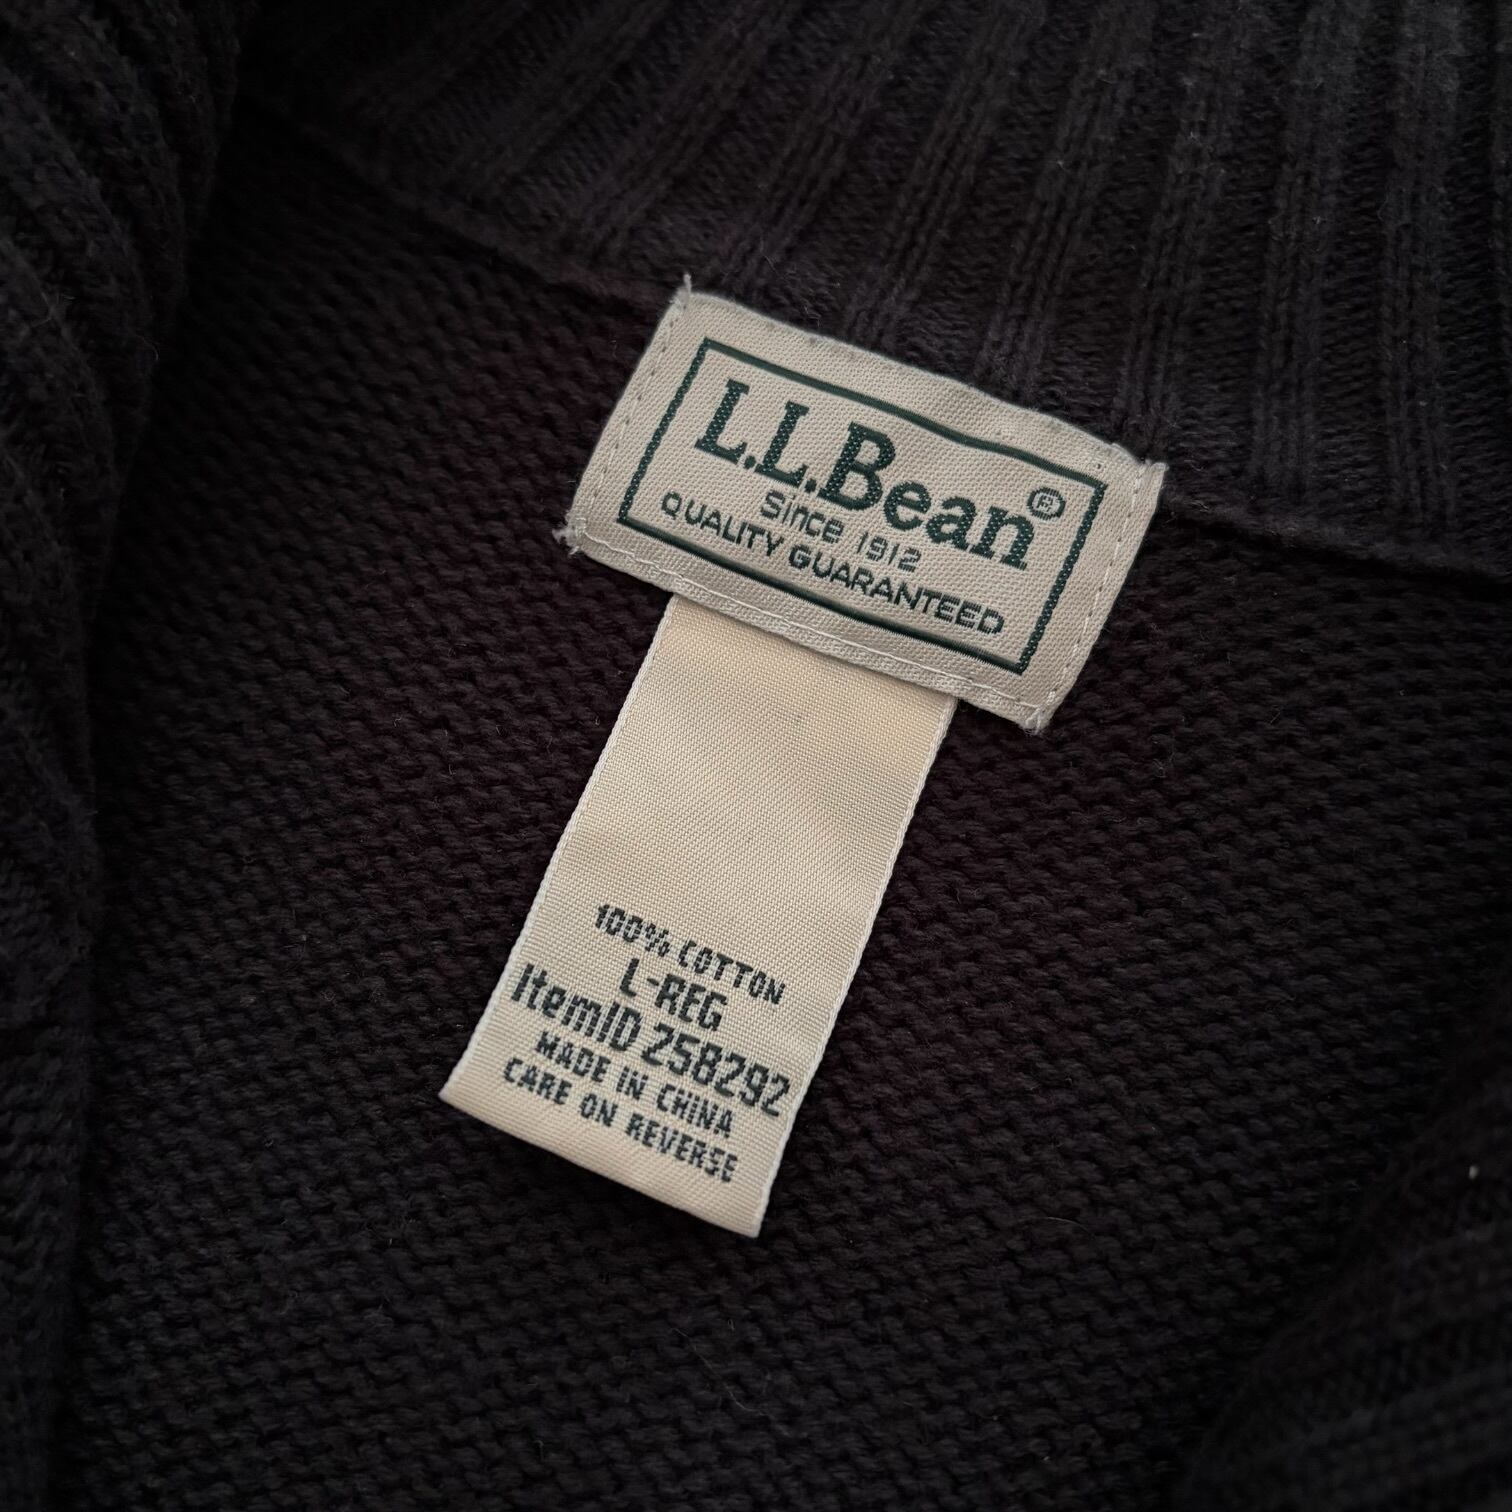 L.L.Bean®
Since 1912
QUALITY GUARANTEED
100% COTTON
L-REG
ItemID 258292
MADE IN CHINA
CARE ON REVERSE